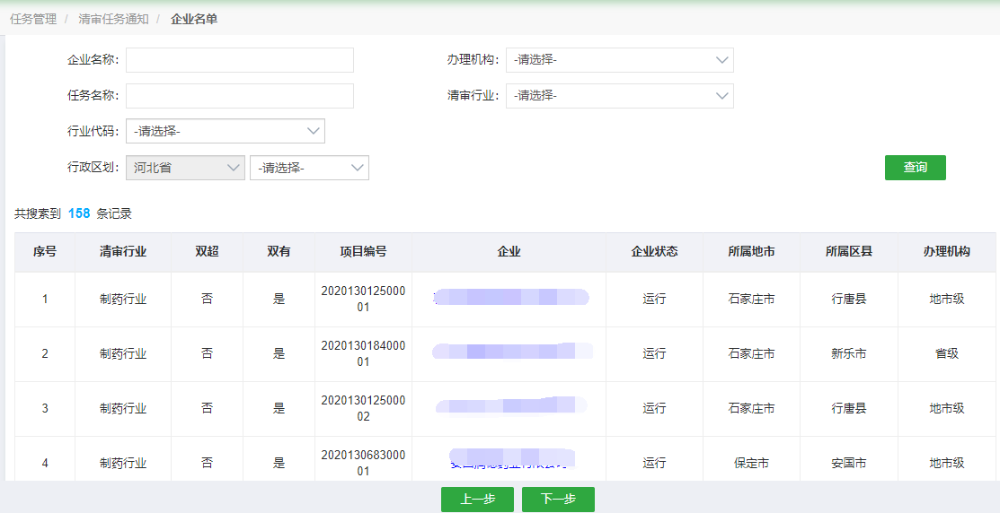 任务管理 / 清审任务通知 / 企业名单
企业名称: 办理机构: -请选择-
任务名称: 清审行业: -请选择-
行业代码: -请选择-
行政区划: 河北省 -请选择- 查询
共搜索到 158 条记录
序号 清审行业 双超 双有 项目编号 企业 企业状态 所属地市 所属区县 办理机构
1 制药行业 否 是 2020130125000 运行 石家庄市 行唐县 地市级
01
2 制药行业 否 是 2020130184000 运行 石家庄市 新乐市 省级
01
3 制药行业 否 是 2020130125000 运行 石家庄市 行唐县 地市级
02
4 制药行业 否 是 2020130683000 运行 保定市 安国市 地市级
01
上一步 下一步